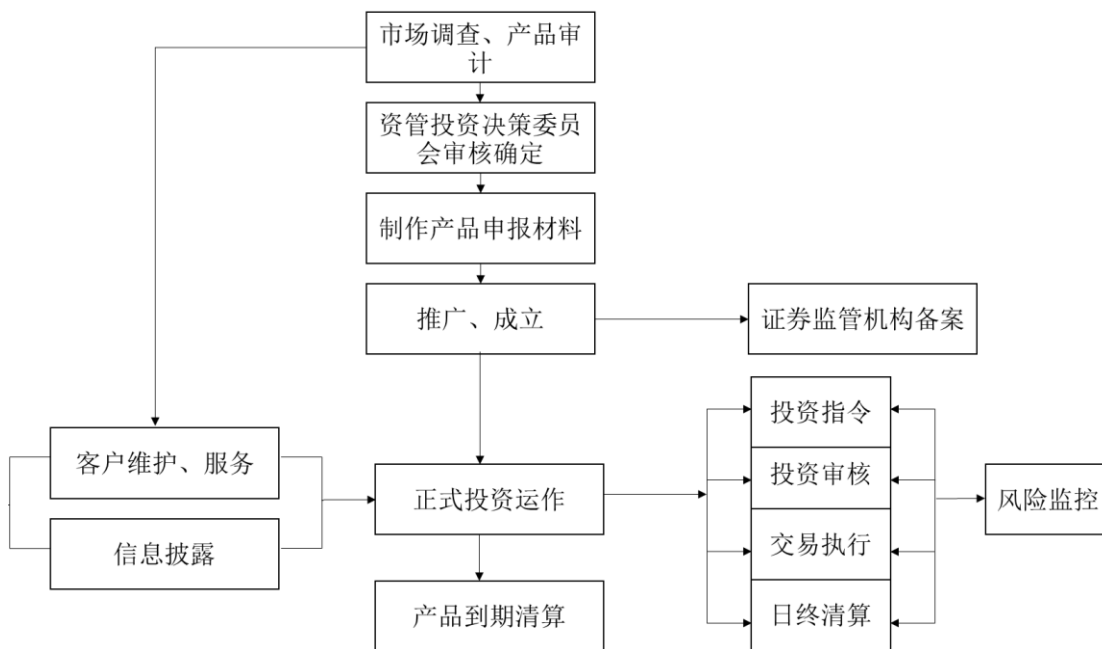 市场调查、产品审
计
资管投资决策委员
会审核确定
制作产品申报材料
推广、成立
证券监管机构备案
投资指令
客户维护、服务
投资审核
正式投资运作
风险监控
信息披露
交易执行
产品到期清算
日终清算